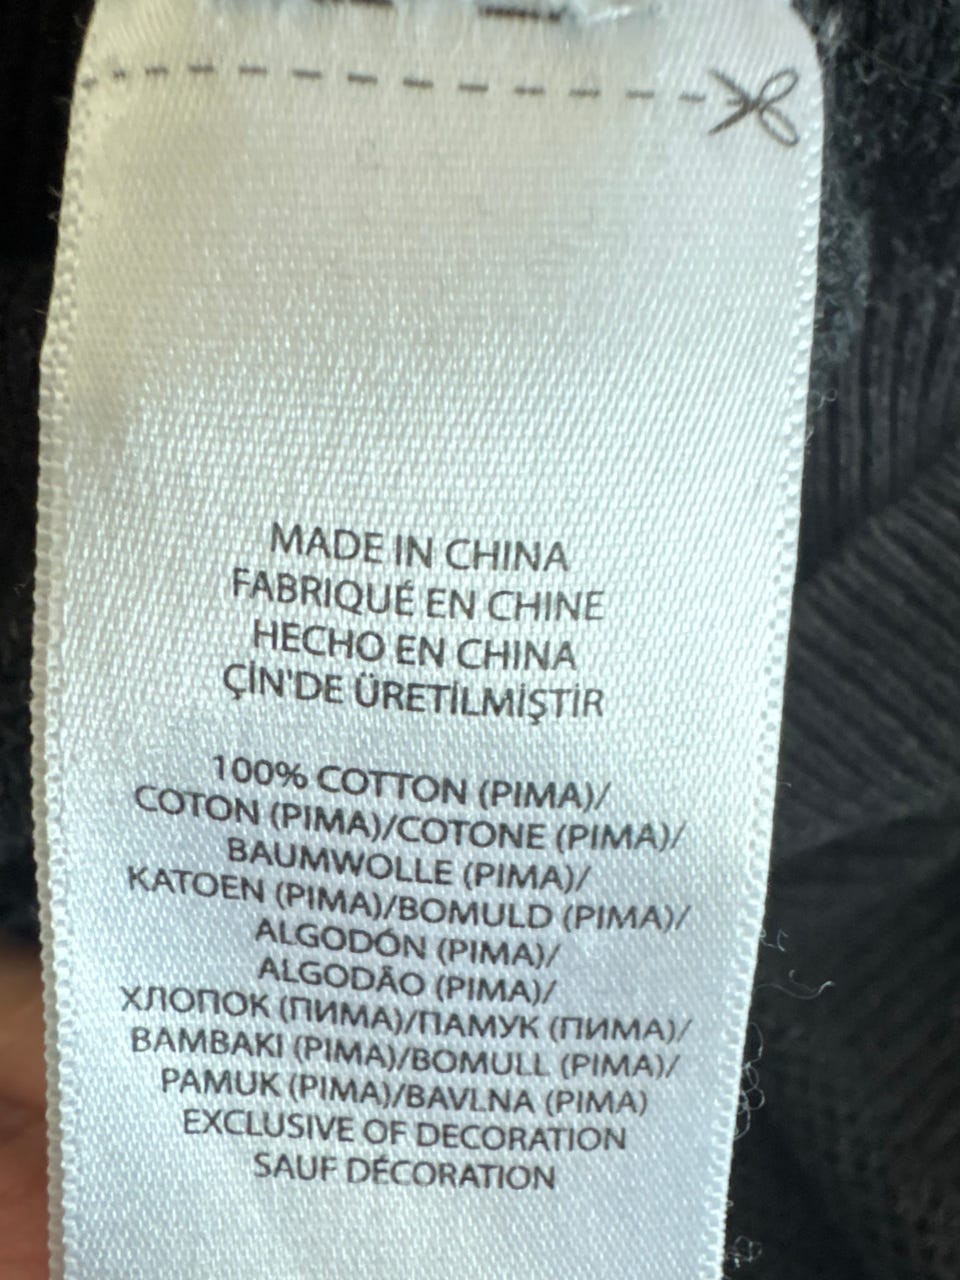 MADE IN CHINA
FABRIQUÉ EN CHINE
HECHO EN CHINA
ÇİN'DE ÜRETİLMİŞTİR
100% COTTON (PIMA)/
COTON (PIMA)/COTONE (PIMA)/
BAUMWOLLE (PIMA)/
KATOEN (PIMA)/BOMULD (PIMA)/
ALGODÓN (PIMA)/
ALGODÃO (PIMA)/
ХЛОПОК (ПИМА)/ПАМУК (ПИМА)/
BAMBAKI (PIMA)/BOMULL (PIMA)/
PAMUK (PIMA)/BAVLNA (PIMA)
EXCLUSIVE OF DECORATION
SAUF DÉCORATION